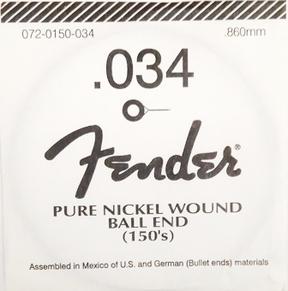 072-0150-034 .860mm
.034
Fender®
PURE NICKEL WOUND
BALL END
(150's)
Assembled in Mexico of U.S. and German (Bullet ends) materials